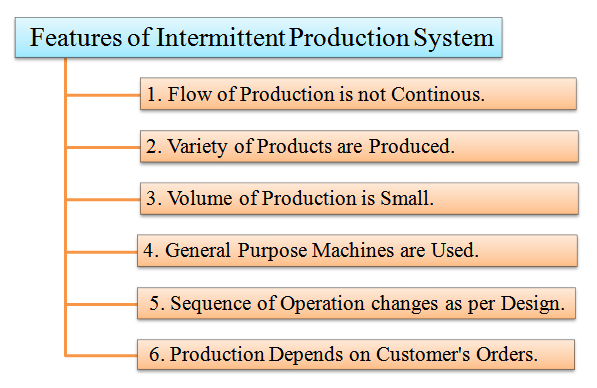 Features of Intermittent Production System
1. Flow of Production is not Continous.
2. Variety of Products are Produced.
3. Volume of Production is Small.
4. General Purpose Machines are Used.
5. Sequence of Operation changes as per Design.
6. Production Depends on Customer's Orders.